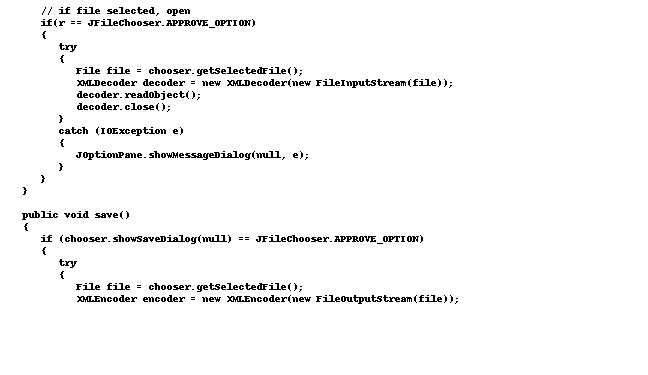 // if file selected, open
if(r == JFileChooser.APPROVE_OPTION)
{
try
{
File file = chooser.getSelectedFile();
XMLDecoder decoder = new XMLDecoder(new FileInputStream(file));
decoder.readObject();
decoder.close();
}
catch (IOException e)
{
JOptionPane.showMessageDialog(null, e);
}
}
}
public void save()
{
if (chooser.showSaveDialog(null) == JFileChooser.APPROVE_OPTION)
{
try
{
File file = chooser.getSelectedFile();
XMLEncoder encoder = new XMLEncoder(new FileOutputStream(file));